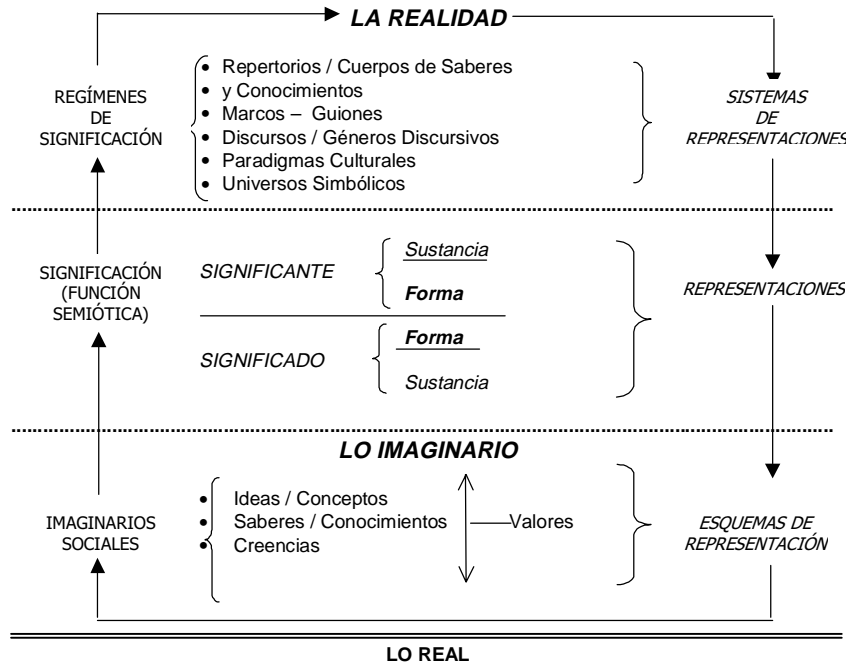 LA REALIDAD
REGÍMENES
DE
SIGNIFICACIÓN
• Repertorios / Cuerpos de Saberes
• y Conocimientos
• Marcos – Guiones
• Discursos / Géneros Discursivos
• Paradigmas Culturales
• Universos Simbólicos
SISTEMAS
DE
REPRESENTACIONES
SIGNIFICACIÓN
(FUNCIÓN
SEMIÓTICA)
SIGNIFICANTE
Sustancia
Forma
SIGNIFICADO
Forma
Sustancia
REPRESENTACIONES
LO IMAGINARIO
IMAGINARIOS
SOCIALES
• Ideas / Conceptos
• Saberes / Conocimientos
• Creencias
Valores
ESQUEMAS DE
REPRESENTACIÓN
LO REAL